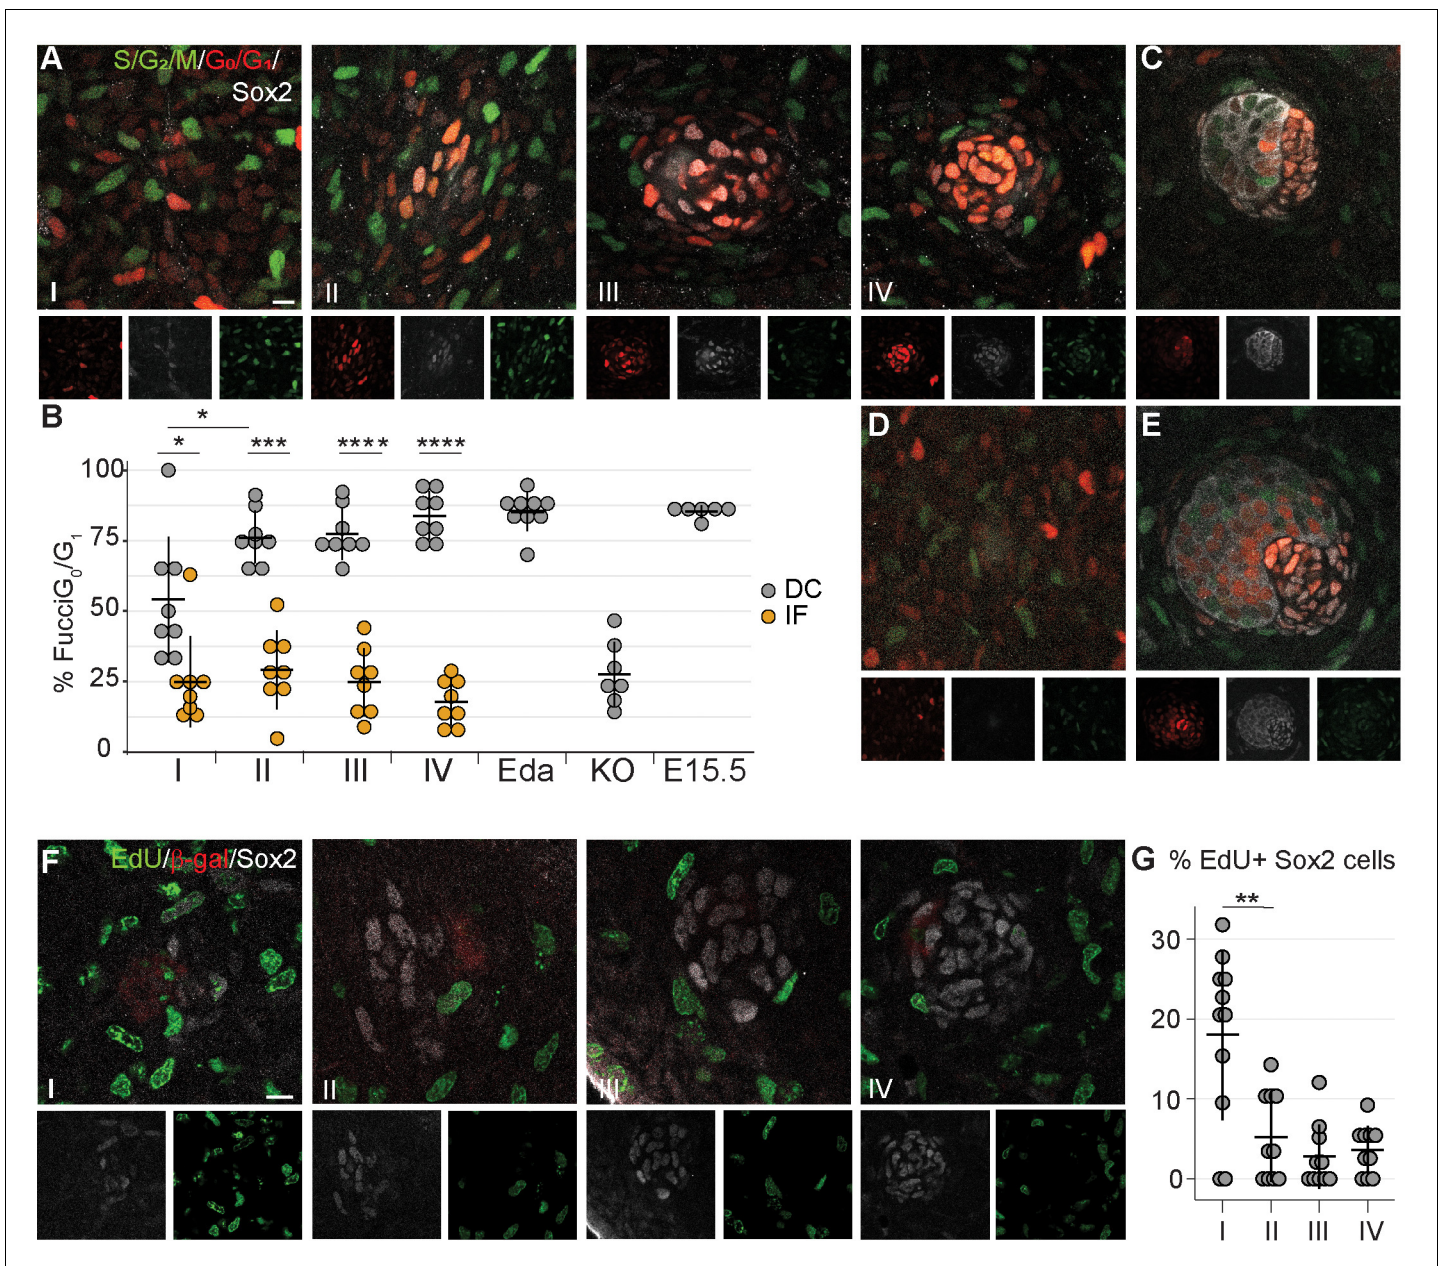 A
S/G₂/M/G₀/G₁/
Sox2
I
II
III
IV
C
B
*
*
***
****
****
% FucciG₀/G₁
100
75
50
25
0
I
II
III
IV
Eda
KO
E15.5
DC
IF
D
E
F
EdU/β-gal/Sox2
I
II
III
IV
G
% EdU+ Sox2 cells
**
30
20
10
0
I
II
III
IV